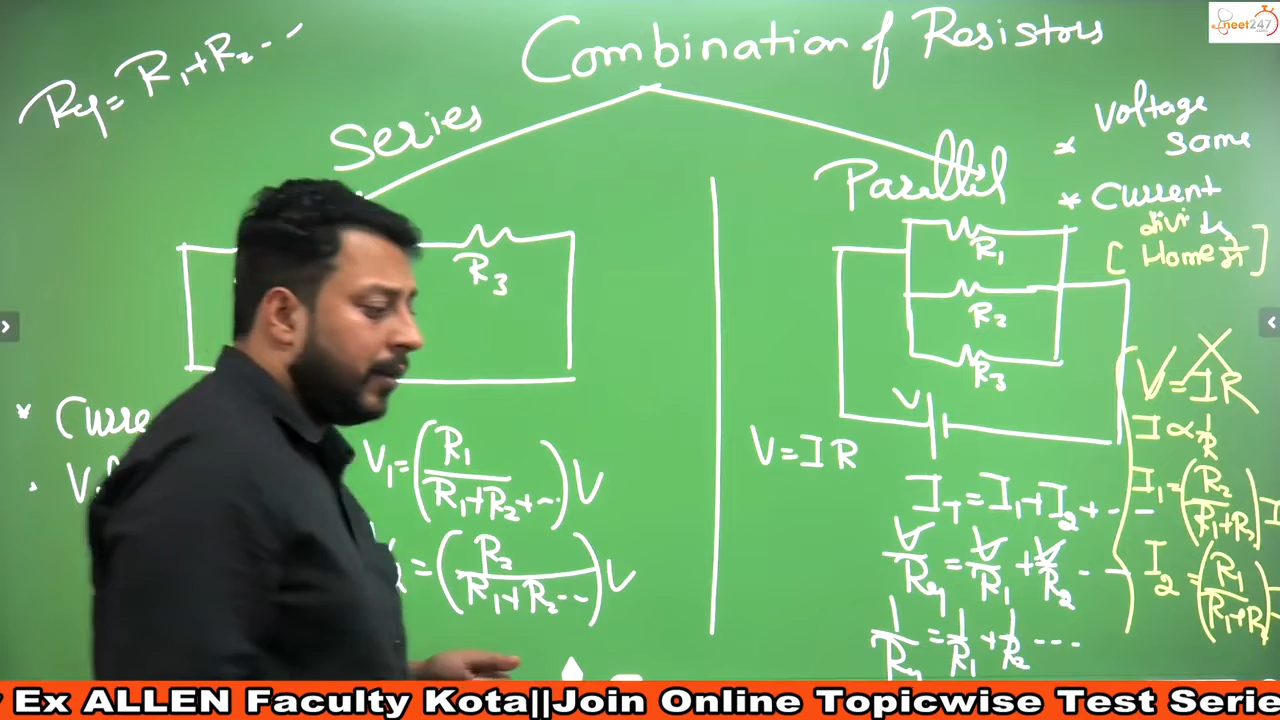 neet247
Combination of Resistors
Req = R1 + R2 ---
Series
Parallel
* Voltage
same
* Current
divide
[Home
R3
R1
R2
R3
V
* Curre
V1 = (R1 / R1+R2+...) V
= (R2 / R1+R2...) V
V = IR
IT = I1 + I2 + ---
V/Req = V/R1 + V/R2 ---
1/Req = 1/R1 + 1/R2 ---
V = IR
I ∝ 1/R
I1 = (R2 / R1+R2) I
I2 = (R1 / R1+R2)
Ex ALLEN Faculty Kota||Join Online Topicwise Test Serie